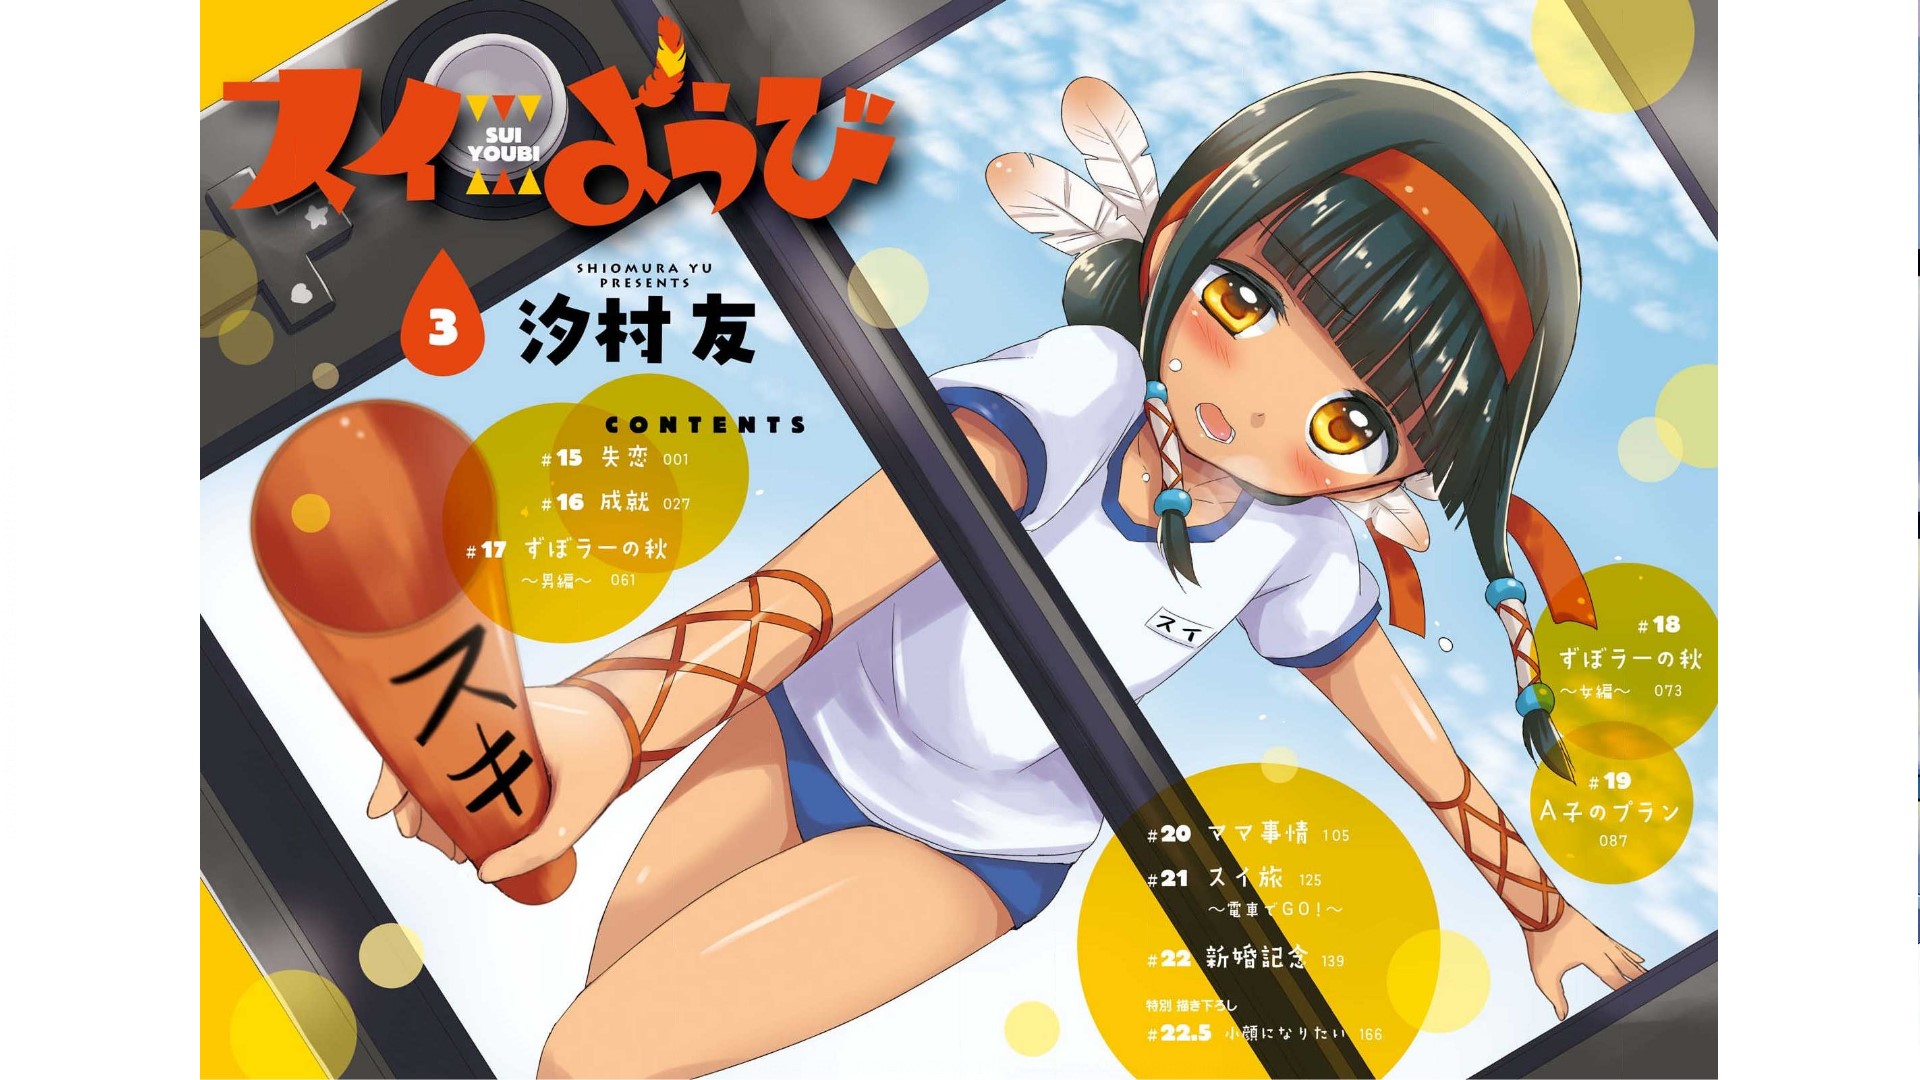 スイようび
SUI
YOUBI
3
SHIOMURA YU
PRESENTS
汐村 友
CONTENTS
#15 失恋 001
#16 成就 027
#17 ずぼラーの秋
〜男編〜 061
スキ
スイ
#18
ずぼラーの秋
〜女編〜 073
#19
A子のプラン
087
#20 ママ事情 105
#21 スイ旅 125
〜電車でGO!〜
#22 新婚記念 139
特別 描き下ろし
#22.5 小顔になりたい 166